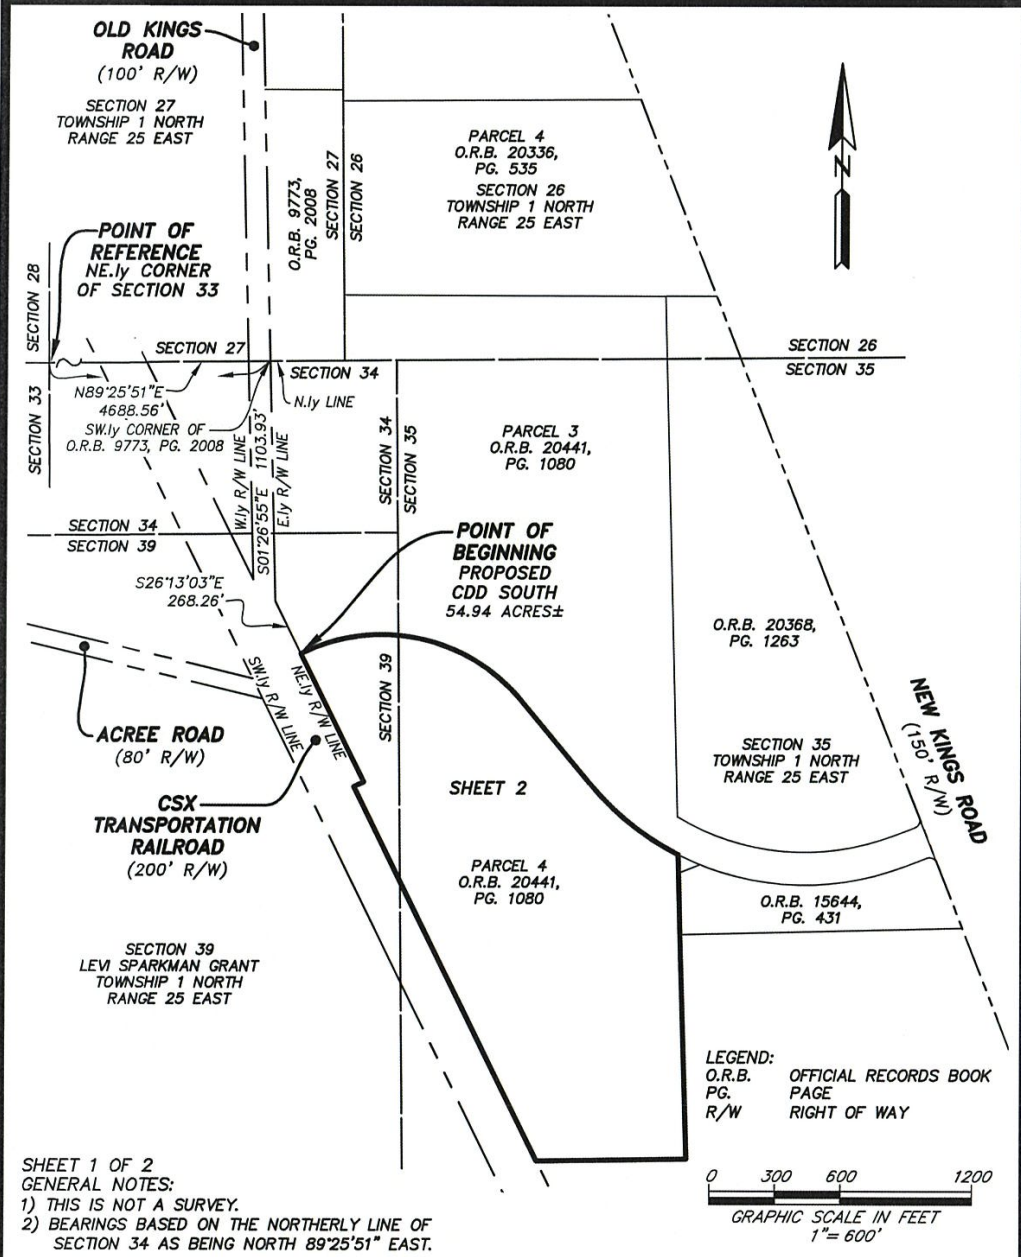 OLD KINGS
ROAD
(100' R/W)
SECTION 27
TOWNSHIP 1 NORTH
RANGE 25 EAST
O.R.B. 9773,
PG. 2008
SECTION 27
SECTION 26
PARCEL 4
O.R.B. 20336,
PG. 535
SECTION 26
TOWNSHIP 1 NORTH
RANGE 25 EAST
N
POINT OF
REFERENCE
NE.ly CORNER
OF SECTION 33
SECTION 28
SECTION 33
SECTION 27
SECTION 34
SECTION 26
SECTION 35
N89°25'51"E
4688.56'
N.ly LINE
SW.ly CORNER OF
O.R.B. 9773, PG. 2008
W.ly R/W LINE
S01°26'55"E 1103.93'
E.ly R/W LINE
SECTION 34
SECTION 35
PARCEL 3
O.R.B. 20441,
PG. 1080
SECTION 34
SECTION 39
S26°13'03"E
268.26'
POINT OF
BEGINNING
PROPOSED
CDD SOUTH
54.94 ACRES±
O.R.B. 20368,
PG. 1263
SW.ly R/W LINE
NE.ly R/W LINE
SECTION 39
ACREE ROAD
(80' R/W)
NEW KINGS ROAD
(150' R/W)
SECTION 35
TOWNSHIP 1 NORTH
RANGE 25 EAST
SHEET 2
CSX
TRANSPORTATION
RAILROAD
(200' R/W)
PARCEL 4
O.R.B. 20441,
PG. 1080
O.R.B. 15644,
PG. 431
SECTION 39
LEVI SPARKMAN GRANT
TOWNSHIP 1 NORTH
RANGE 25 EAST
LEGEND:
O.R.B. OFFICIAL RECORDS BOOK
PG. PAGE
R/W RIGHT OF WAY
SHEET 1 OF 2
GENERAL NOTES:
1) THIS IS NOT A SURVEY.
2) BEARINGS BASED ON THE NORTHERLY LINE OF
SECTION 34 AS BEING NORTH 89°25'51" EAST.
0 300 600 1200
GRAPHIC SCALE IN FEET
1"= 600'